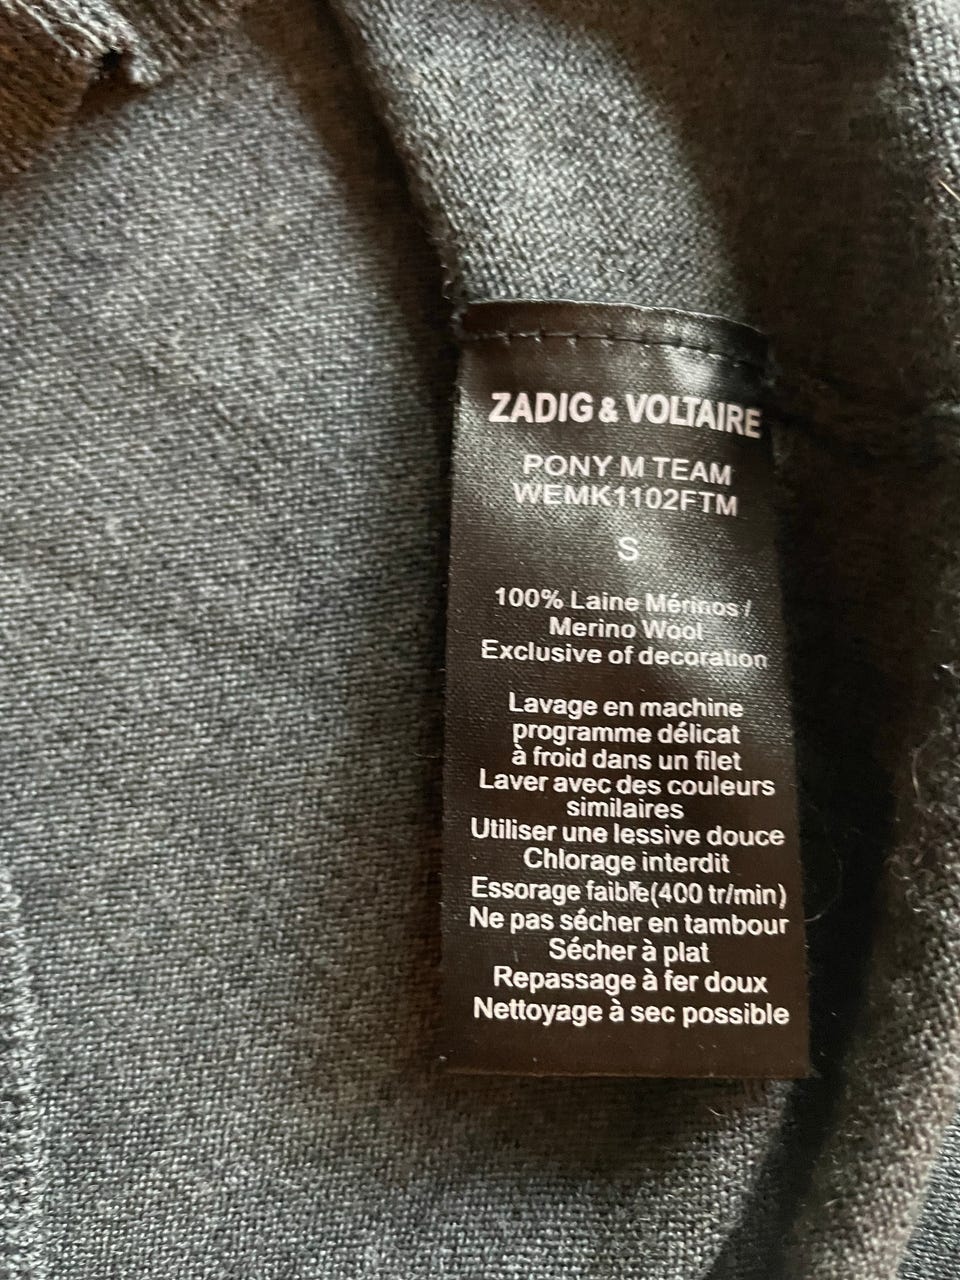 ZADIG & VOLTAIRE
PONY M TEAM
WEMK1102FTM
S
100% Laine Mérinos /
Merino Wool
Exclusive of decoration
Lavage en machine
programme délicat
à froid dans un filet
Laver avec des couleurs
similaires
Utiliser une lessive douce
Chlorage interdit
Essorage faible(400 tr/min)
Ne pas sécher en tambour
Sécher à plat
Repassage à fer doux
Nettoyage à sec possible